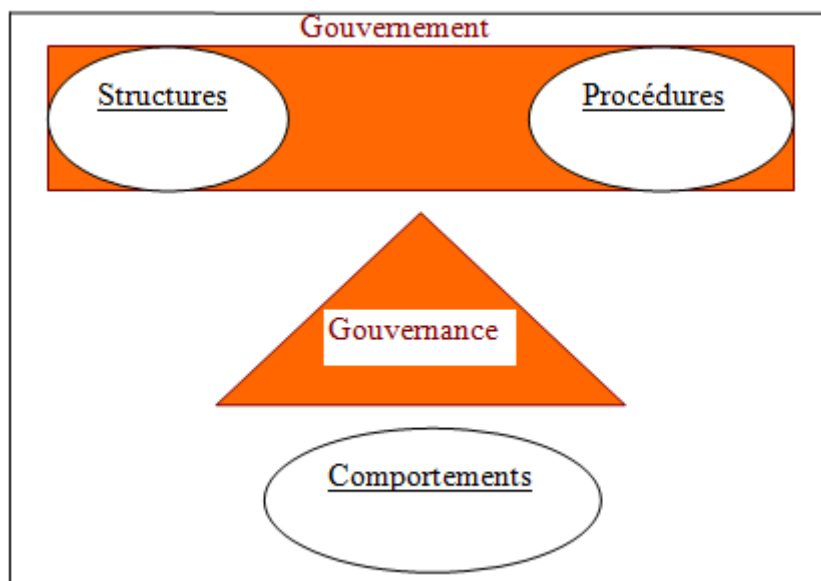 Gouvernement
Structures
Procédures
Gouvernance
Comportements